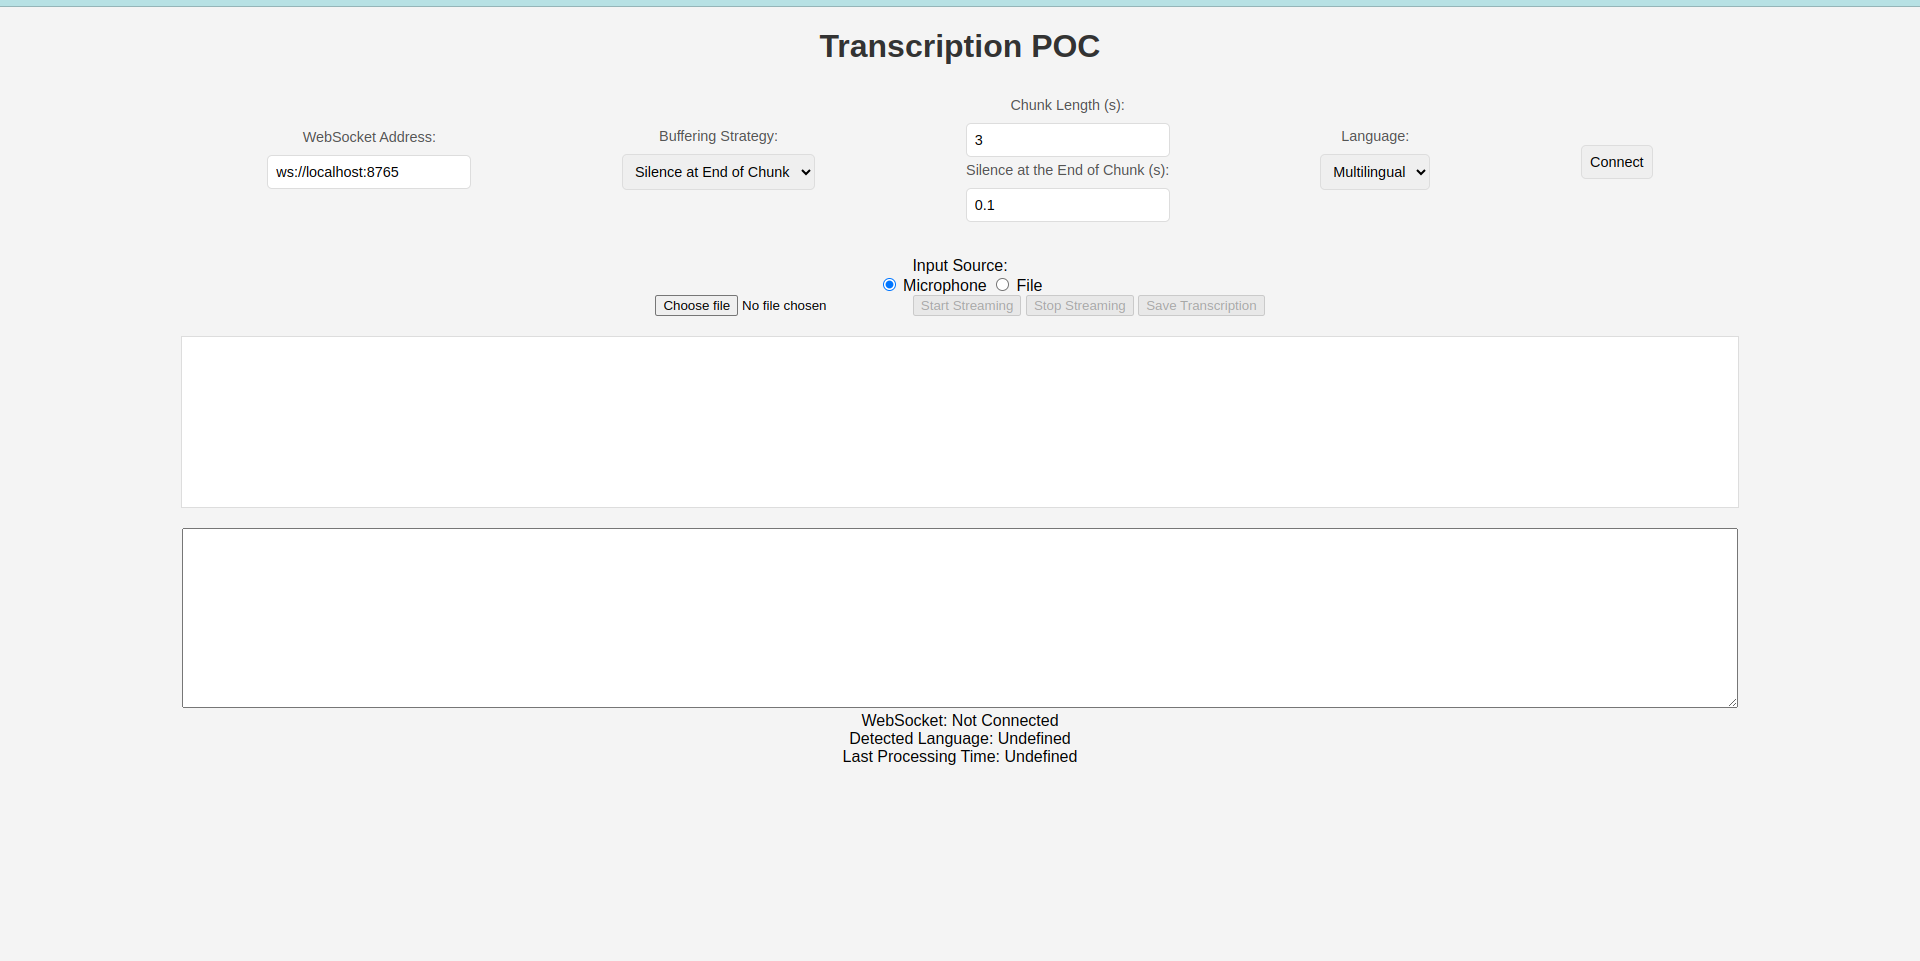 Transcription POC
WebSocket Address:
ws://localhost:8765
Buffering Strategy:
Silence at End of Chunk
Chunk Length (s):
3
Silence at the End of Chunk (s):
0.1
Language:
Multilingual
Connect
Input Source:
Microphone File
Choose file No file chosen Start Streaming Stop Streaming Save Transcription
WebSocket: Not Connected
Detected Language: Undefined
Last Processing Time: Undefined